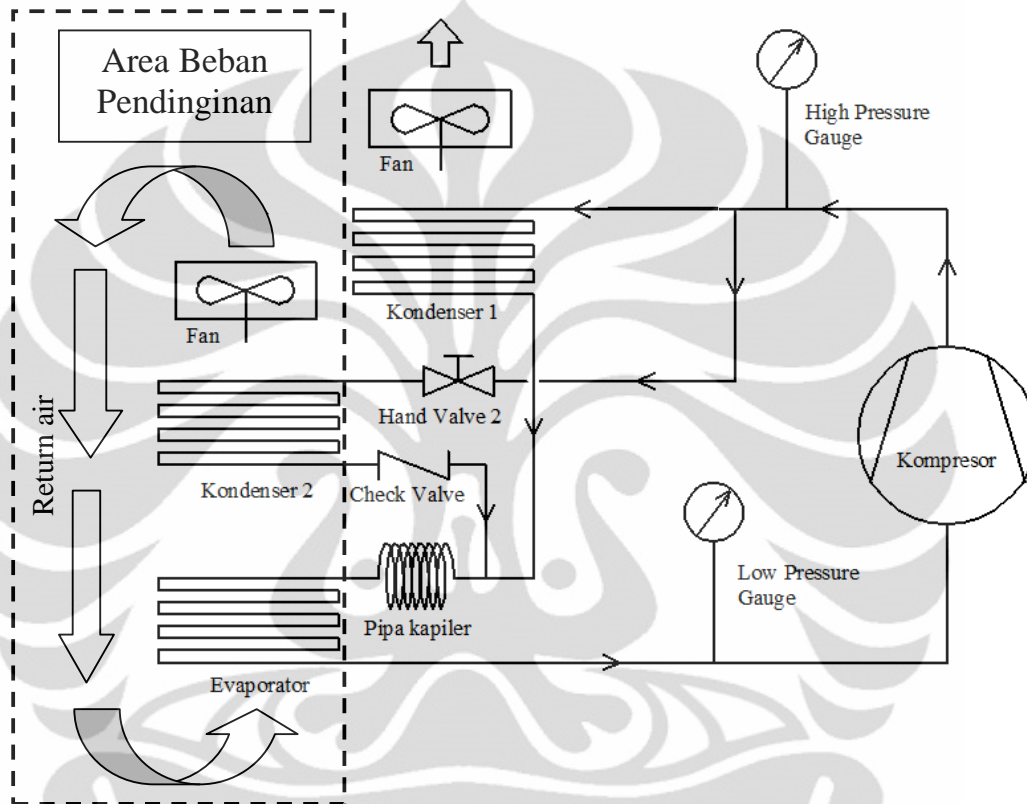 Area Beban
Pendinginan
Fan
High Pressure
Gauge
Kondenser 1
Fan
Return air
Hand Valve 2
Kompresor
Kondenser 2
Check Valve
Low Pressure
Gauge
Pipa kapiler
Evaporator